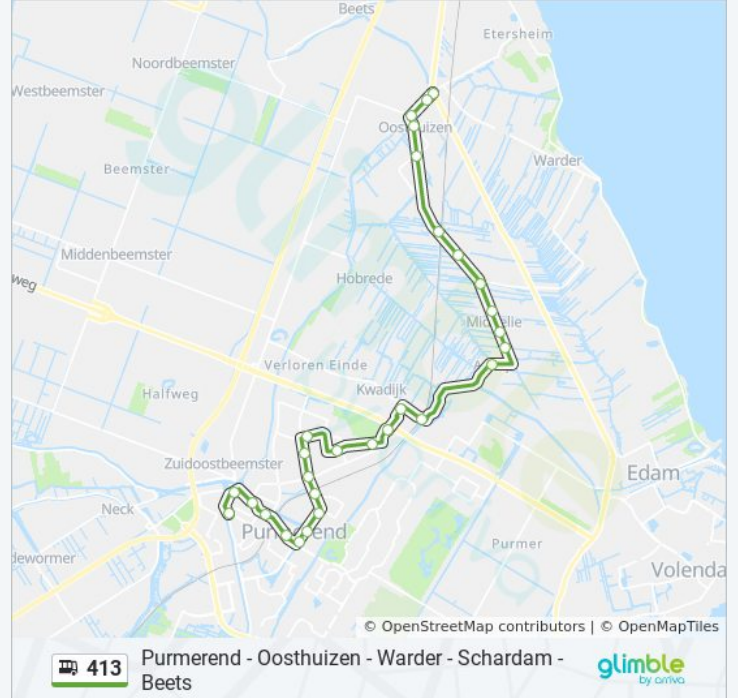 Beets
Etersheim
Noordbeemster
Westbeemster
Oosthuizen
Warder
Beemster
Middenbeemster
weg
Hobrede
Middelie
Verloren Einde
Kwadijk
Halfweg
Zuidoostbeemster
Edam
Neck
Purmerend
Purmer
dewormer
Volenda
© OpenStreetMap contributors | © OpenMapTiles
413
Purmerend - Oosthuizen - Warder - Schardam -
Beets
glimble
by arriva